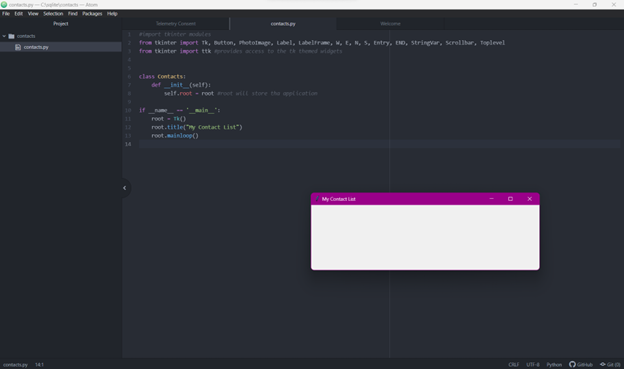 contacts.py — C:\sqlite\contacts — Atom
File Edit View Selection Find Packages Help
Project
Telemetry Consent
contacts.py
Welcome
contacts
contacts.py
1 #import tkinter modules
2 from tkinter import Tk, Button, PhotoImage, Label, LabelFrame, W, E, N, S, Entry, END, StringVar, Scrollbar, Toplevel
3 from tkinter import ttk #provides access to the tk themed widgets
4
5
6 class Contacts:
7 def __init__(self):
8 self.root = root #root will store the application
9
10 if __name__ == '__main__':
11 root = Tk()
12 root.title("My Contact List")
13 root.mainloop()
14
My Contact List
contacts.py 14:1 CRLF UTF-8 Python GitHub Git (0)